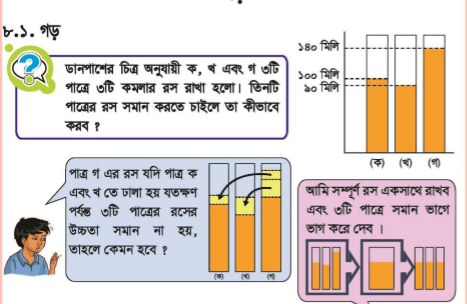 ৮.১. গড়
ডানপাশের চিত্র অনুযায়ী ক, খ এবং গ ৩টি
পাত্রে ৩টি কমলার রস রাখা হলো। তিনটি
পাত্রের রস সমান করতে চাইলে তা কীভাবে
করব ?
১৪০ মিলি
১০০ মিলি
৯০ মিলি
(ক) (খ) (গ)
পাত্র গ এর রস যদি পাত্র ক
এবং খ তে ঢালা হয় যতক্ষণ
পর্যন্ত ৩টি পাত্রের রসের
উচ্চতা সমান না হয়,
তাহলে কেমন হবে ?
(ক) (খ) (গ)
আমি সম্পূর্ণ রস একসাথে রাখব
এবং ৩টি পাত্রে সমান ভাগে
ভাগ করে দেব ।